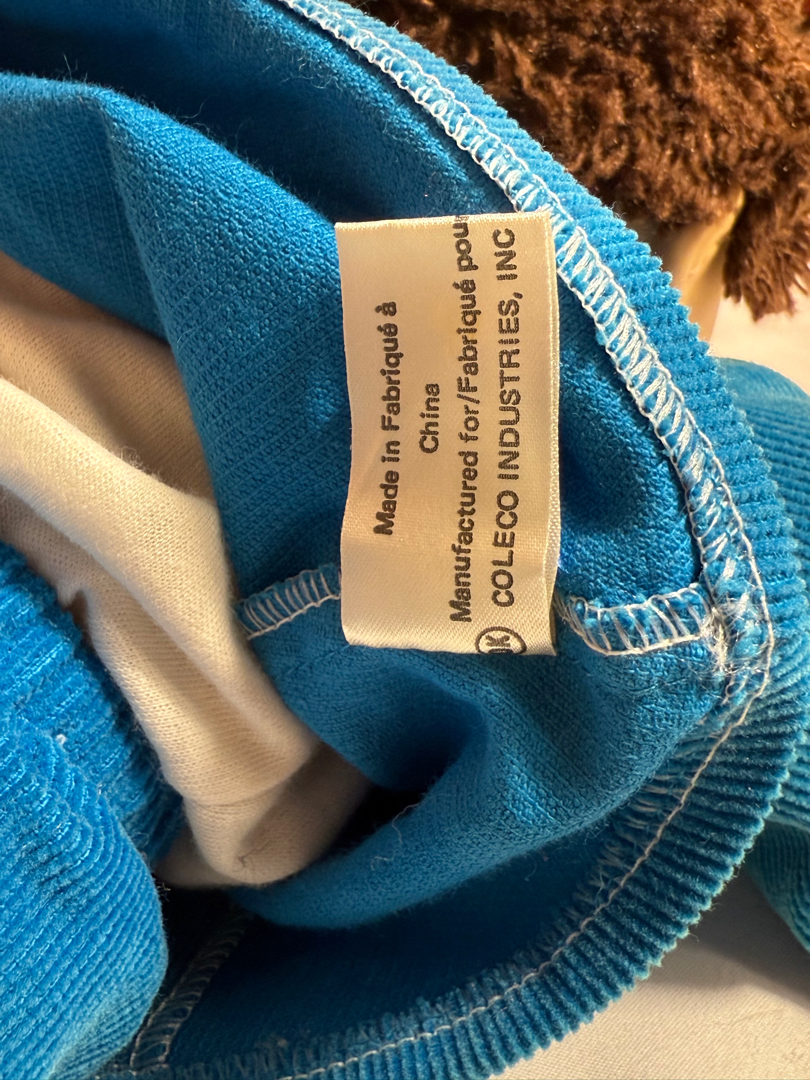 Made in Fabriqué à
China
Manufactured for/Fabriqué pour
COLECO INDUSTRIES, INC